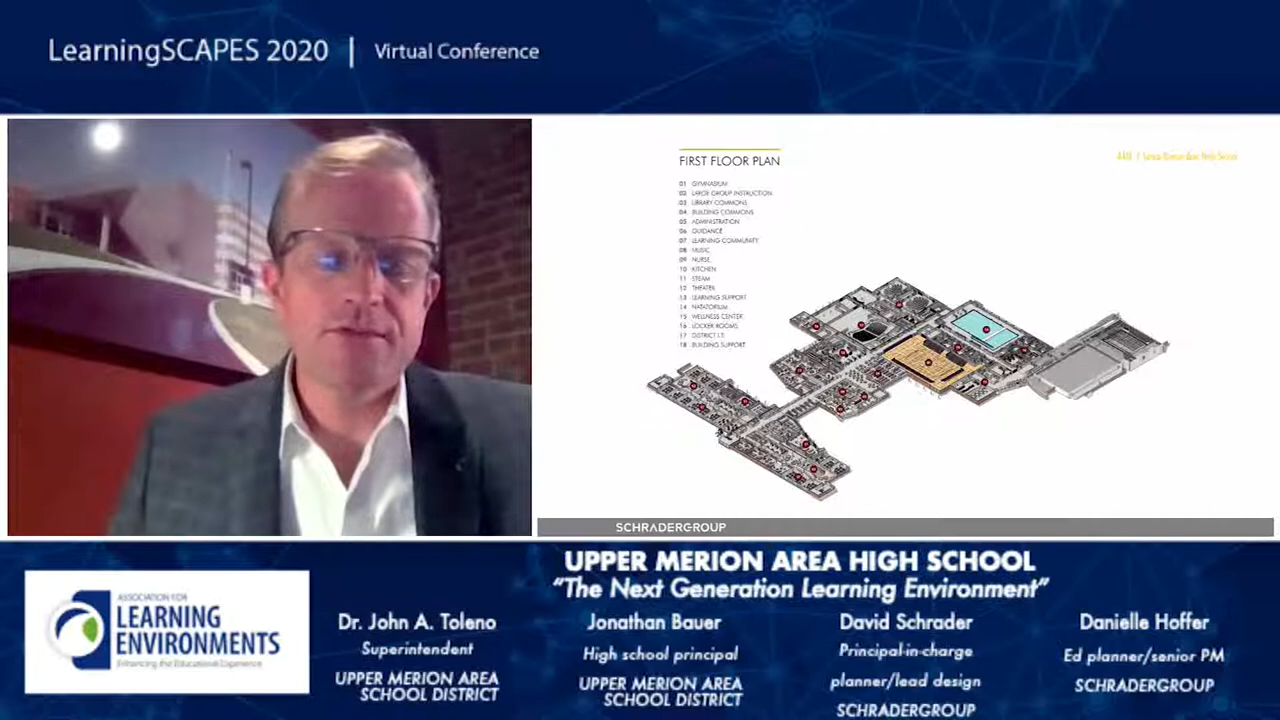 LearningSCAPES 2020 | Virtual Conference
FIRST FLOOR PLAN
01 GYMNASIUM
02 LARGE GROUP INSTRUCTION
03 LIBRARY COMMONS
04 BUILDING COMMONS
05 ADMINISTRATION
06 GUIDANCE
07 LEARNING COMMUNITY
08 MUSIC
09 NURSE
10 KITCHEN
11 STEAM
12 THEATER
13 LEARNING SUPPORT
14 NATATORIUM
15 WELLNESS CENTER
16 LOCKER ROOMS
17 DISTRICT I.T.
18 BUILDING SUPPORT
Upper Merion Area High School
SCHRADERGROUP
ASSOCIATION FOR
LEARNING
ENVIRONMENTS
Enhancing the Educational Experience
UPPER MERION AREA HIGH SCHOOL
“The Next Generation Learning Environment”
Dr. John A. Toleno
Superintendent
UPPER MERION AREA
SCHOOL DISTRICT
Jonathan Bauer
High school principal
UPPER MERION AREA
SCHOOL DISTRICT
David Schrader
Principal-in-charge
planner/lead design
SCHRADERGROUP
Danielle Hoffer
Ed planner/senior PM
SCHRADERGROUP